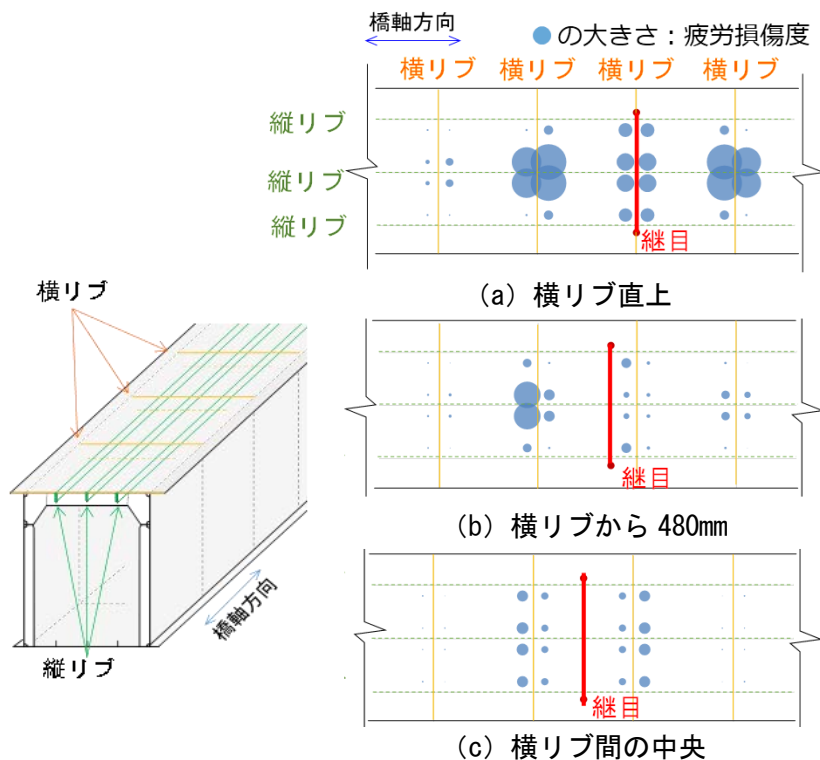 橋軸方向
●の大きさ：疲労損傷度
横リブ 横リブ 横リブ 横リブ
縦リブ
縦リブ
縦リブ
継目
(a) 横リブ直上
横リブ
継目
(b) 横リブから 480mm
橋軸方向
縦リブ
継目
(c) 横リブ間の中央